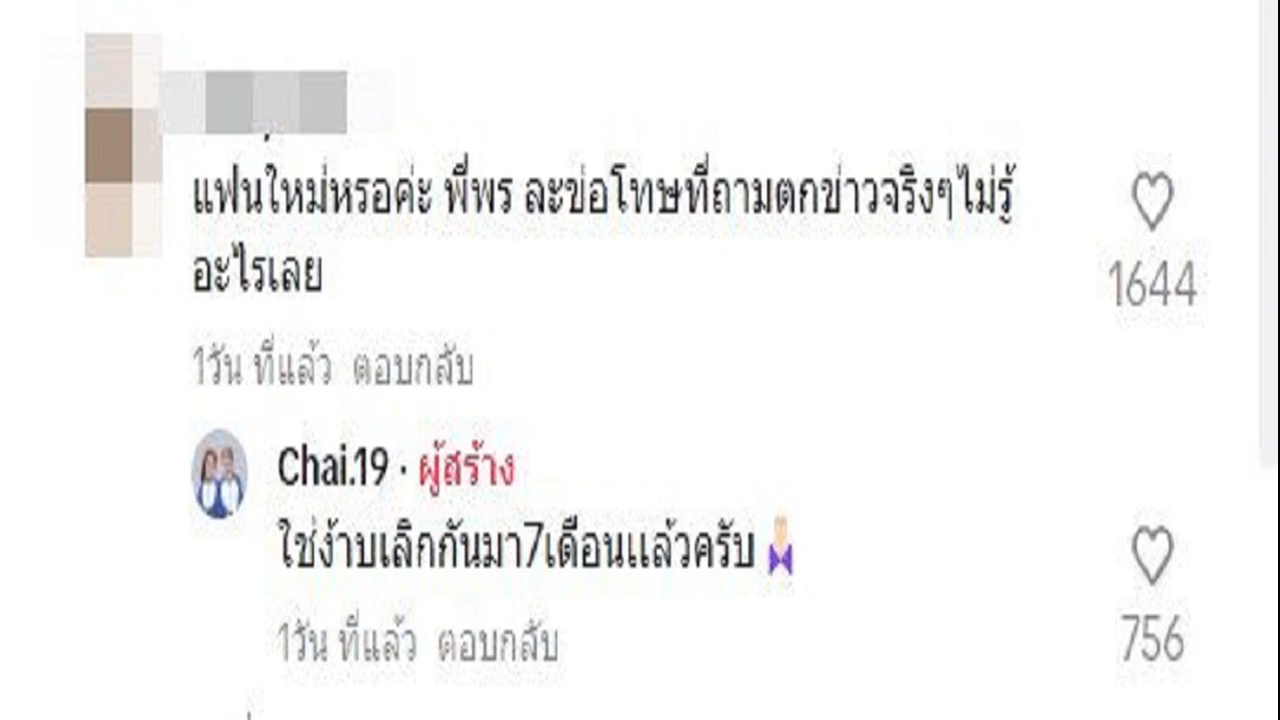 แฟนใหม่หรอค่ะ พี่พร ละข่อโทษที่ถามตกข่าวจริงๆไม่รู้
อะไรเลย
1644
1วัน ที่แล้ว ตอบกลับ
Chai.19 · ผู้สร้าง
ใช่ง้าบเลิกกันมา7เดือนแล้วครับ
756
1วัน ที่แล้ว ตอบกลับ